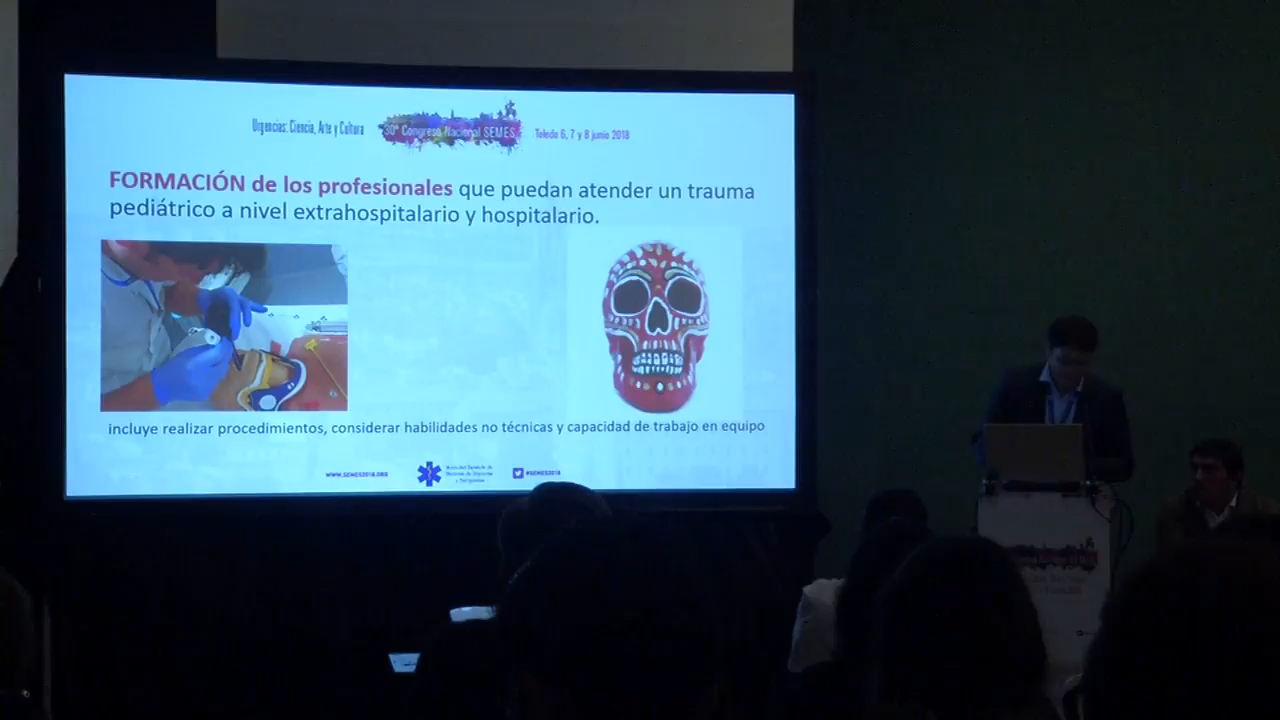 Urgencias: Ciencia, Arte y Cultura
30º Congreso Nacional SEMES
Toledo 6, 7 y 8 junio 2018
FORMACIÓN de los profesionales que puedan atender un trauma
pediátrico a nivel extrahospitalario y hospitalario.
incluye realizar procedimientos, considerar habilidades no técnicas y capacidad de trabajo en equipo
WWW.SEMES2018.ORG
#SEMES2018